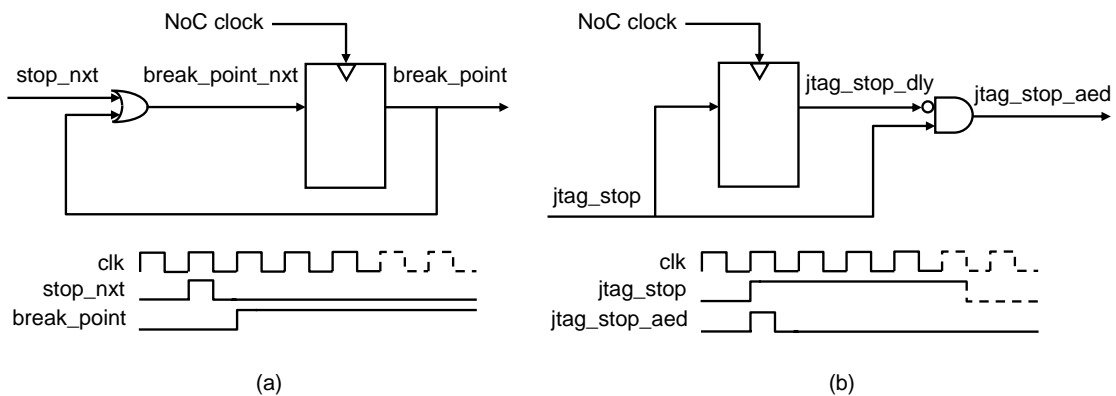 NoC clock
stop_nxt
break_point_nxt
break_point
clk
stop_nxt
break_point
(a)
NoC clock
jtag_stop_dly
jtag_stop_aed
jtag_stop
clk
jtag_stop
jtag_stop_aed
(b)